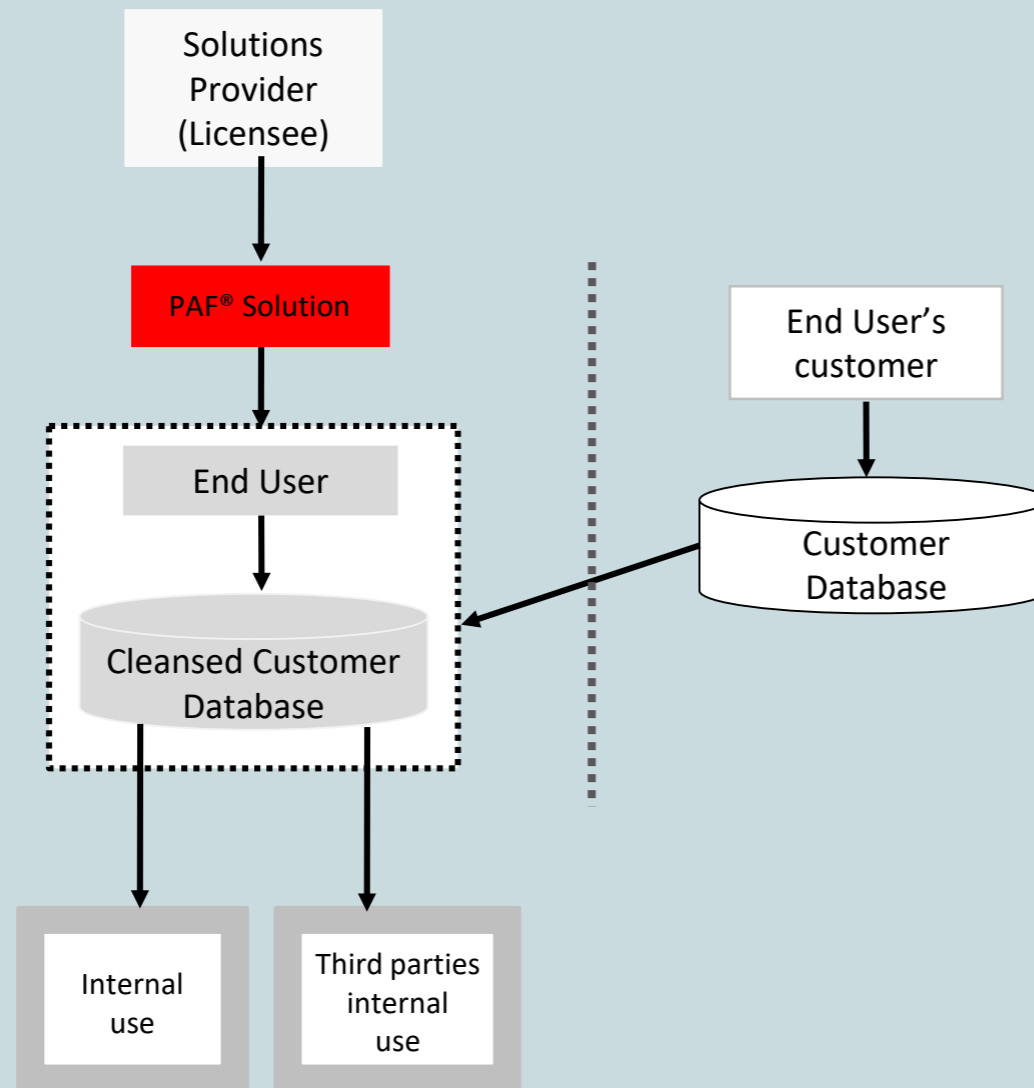 Solutions
Provider
(Licensee)
PAF® Solution
End User's
customer
End User
Customer
Database
Cleansed Customer
Database
Internal
use
Third parties
internal
use